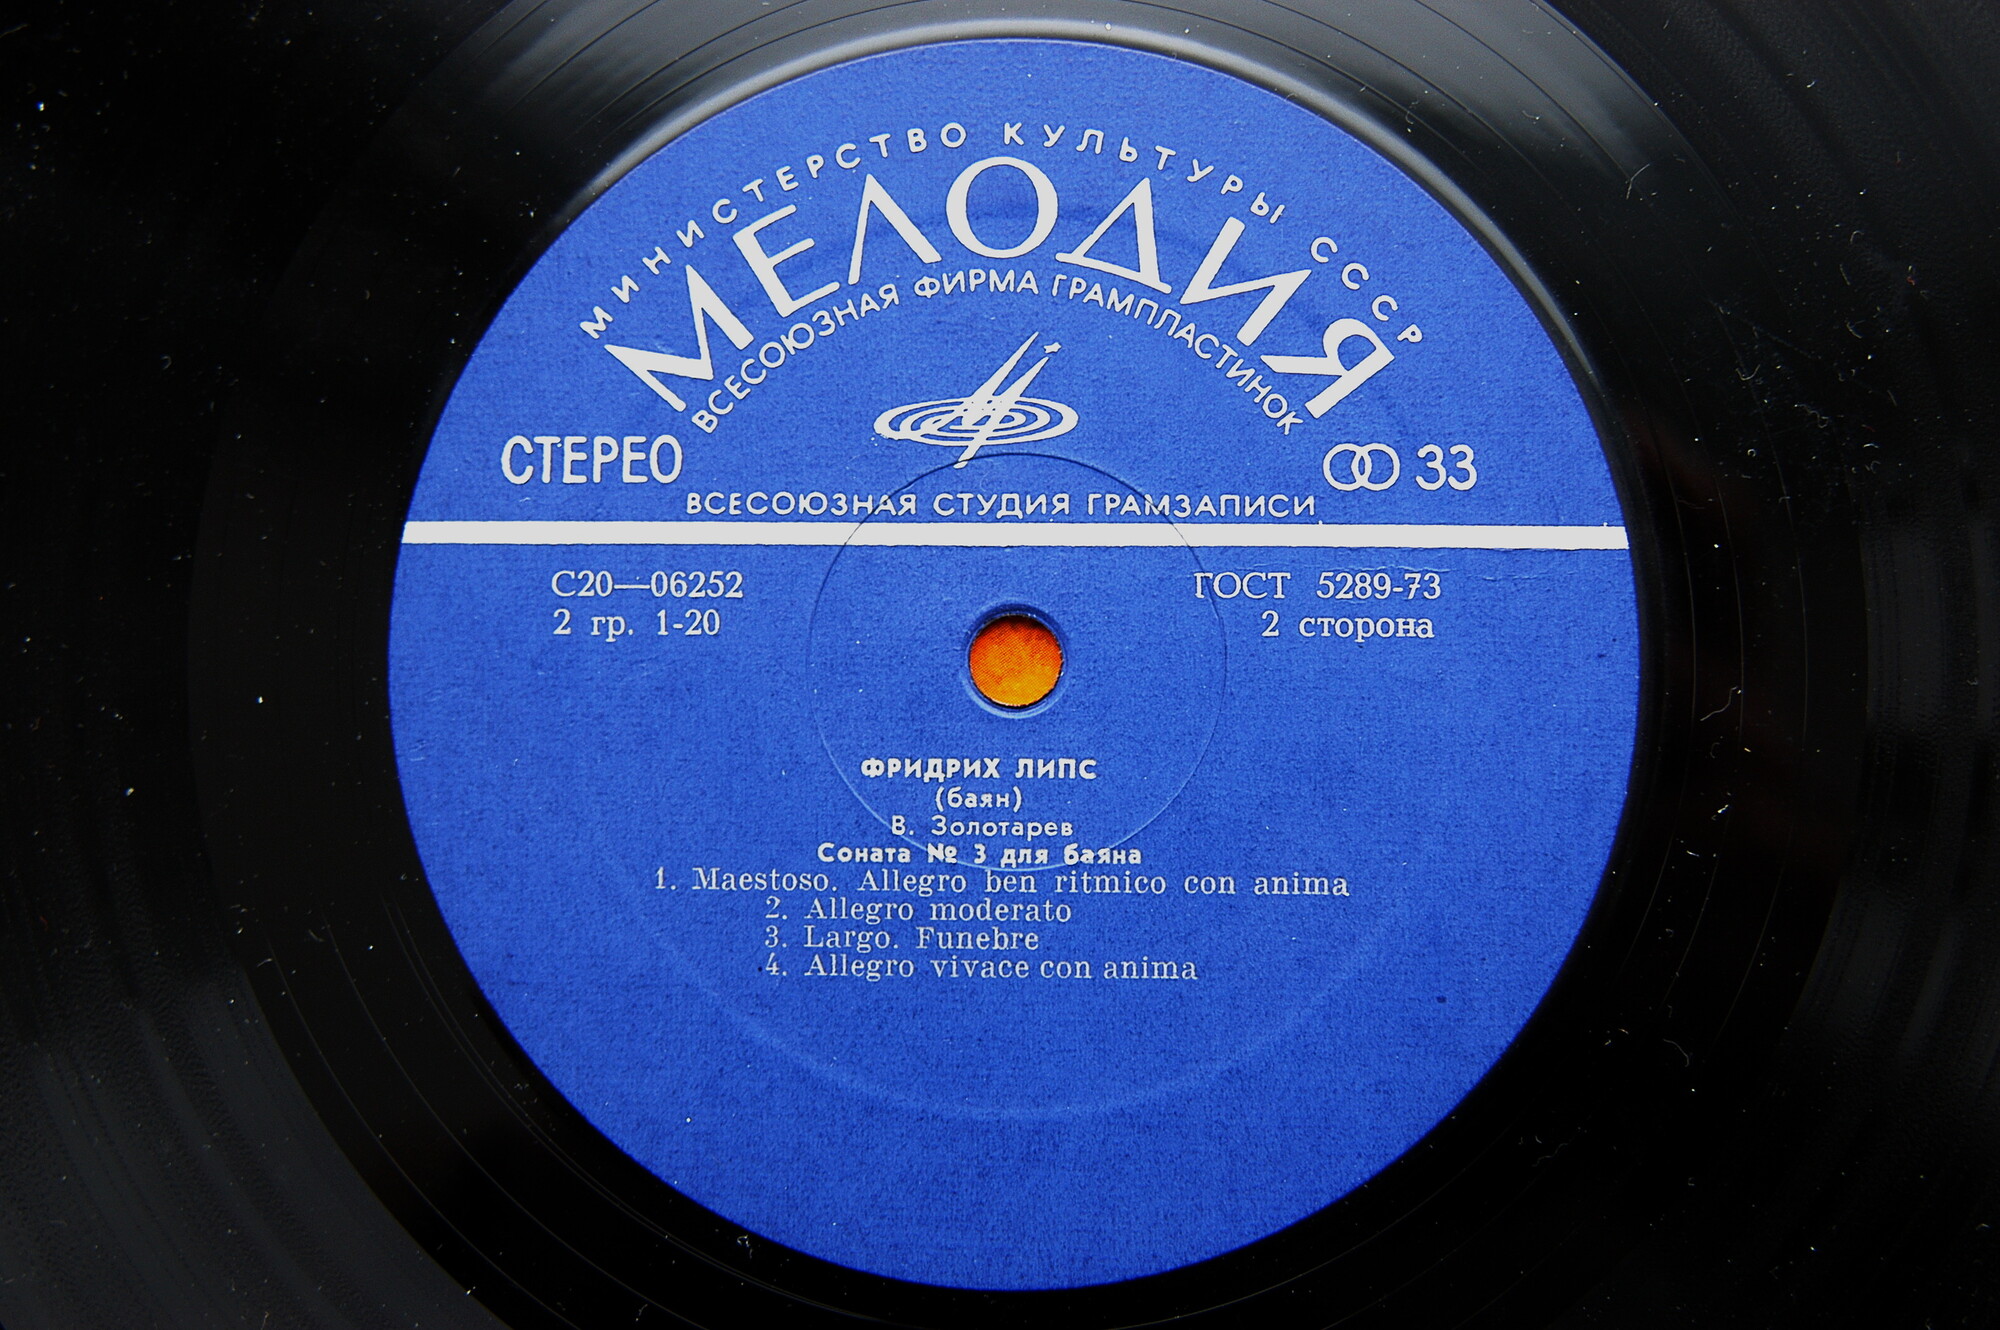 МИНИСТЕРСТВО КУЛЬТУРЫ СССР
МЕЛОДИЯ
ВСЕСОЮЗНАЯ ФИРМА ГРАМПЛАСТИНОК
СТЕРЕО
33
ВСЕСОЮЗНАЯ СТУДИЯ ГРАМЗАПИСИ
С20—06252
ГОСТ 5289-73
2 гр. 1-20
2 сторона
ФРИДРИХ ЛИПС
(баян)
В. Золотарев
Соната № 3 для баяна
1. Maestoso. Allegro ben ritmico con anima
2. Allegro moderato
3. Largo. Funebre
4. Allegro vivace con anima